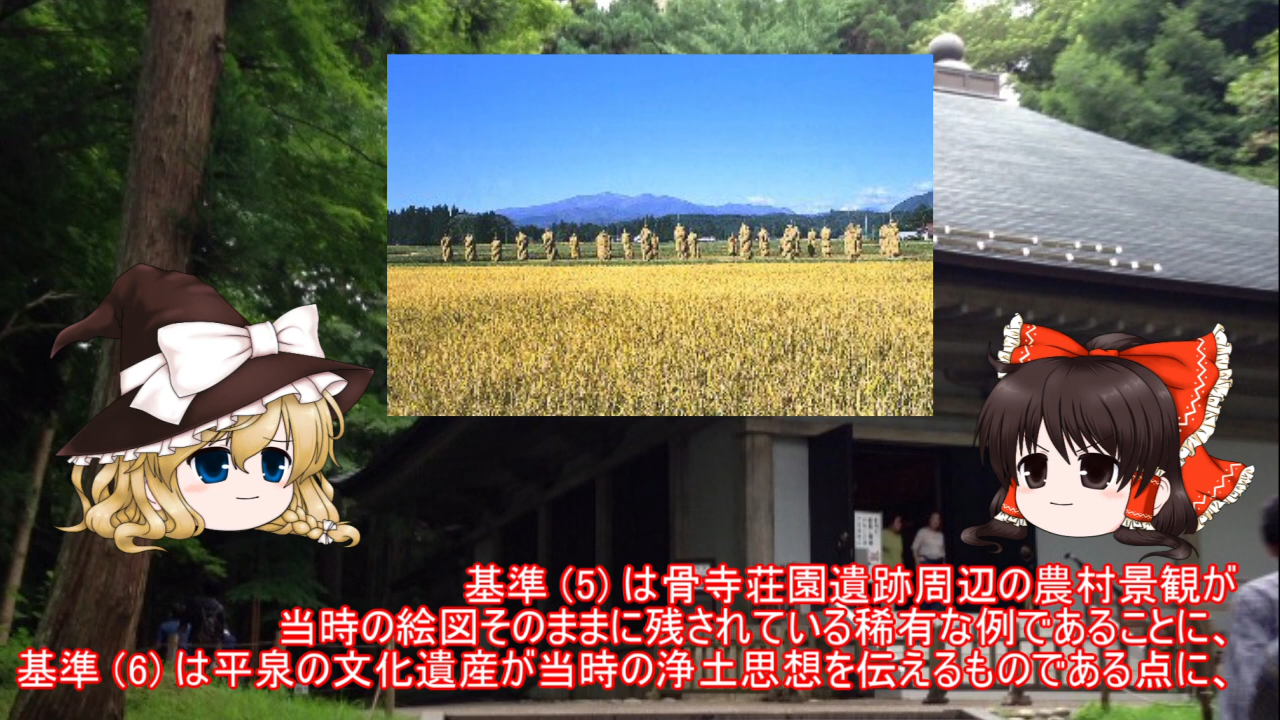 基準(5)は骨寺荘園遺跡周辺の農村景観が
当時の絵図そのままに残されている稀有な例であることに、
基準(6)は平泉の文化遺産が当時の浄土思想を伝えるものである点に、